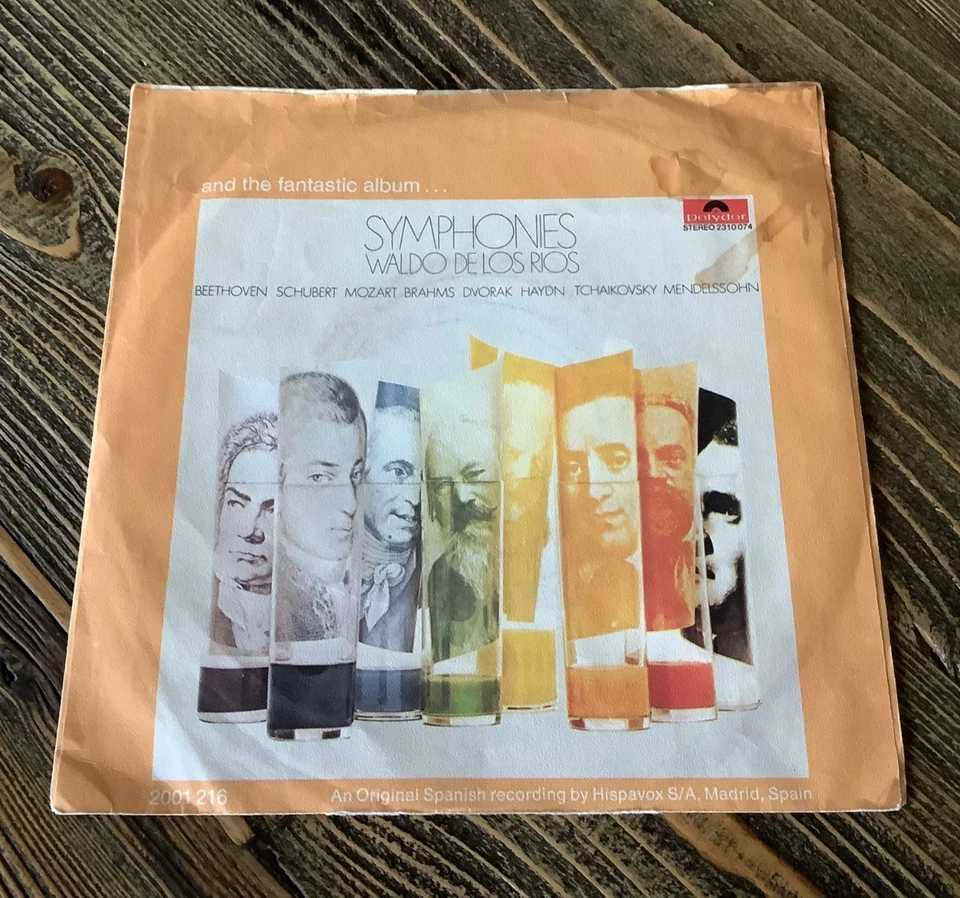 and the fantastic album...
SYMPHONIES
WALDO DE LOS RIOS
Polydor
STEREO 2310 074
BEETHOVEN SCHUBERT MOZART BRAHMS DVORAK HAYDN TCHAIKOVSKY MENDELSSOHN
2001 216
An Original Spanish recording by Hispavox S/A, Madrid, Spain